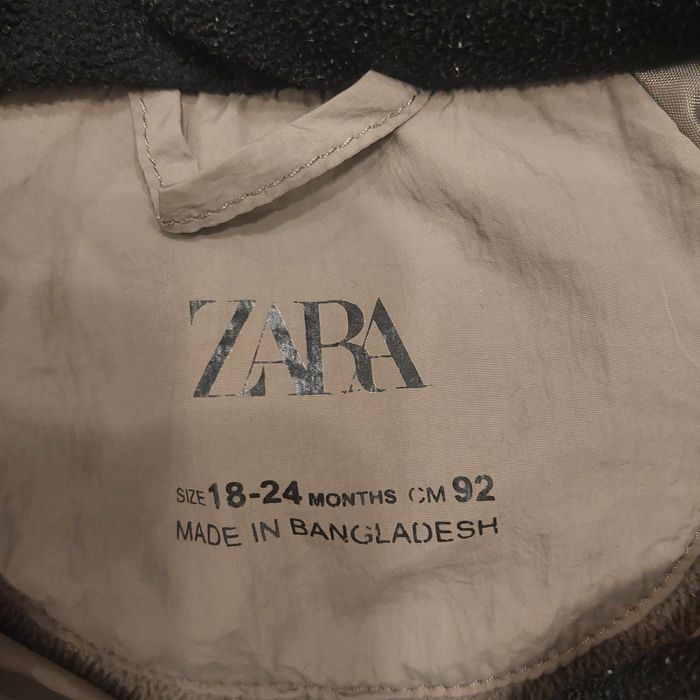 ZARA
SIZE 18-24 MONTHS CM 92
MADE IN BANGLADESH